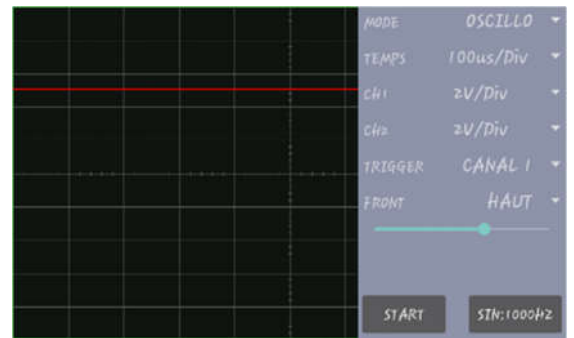 MODE OSCILLO
TEMPS 100us/Div
CH1 2V/Div
CH2 2V/Div
TRIGGER CANAL 1
FRONT HAUT
START SIN:1000HZ